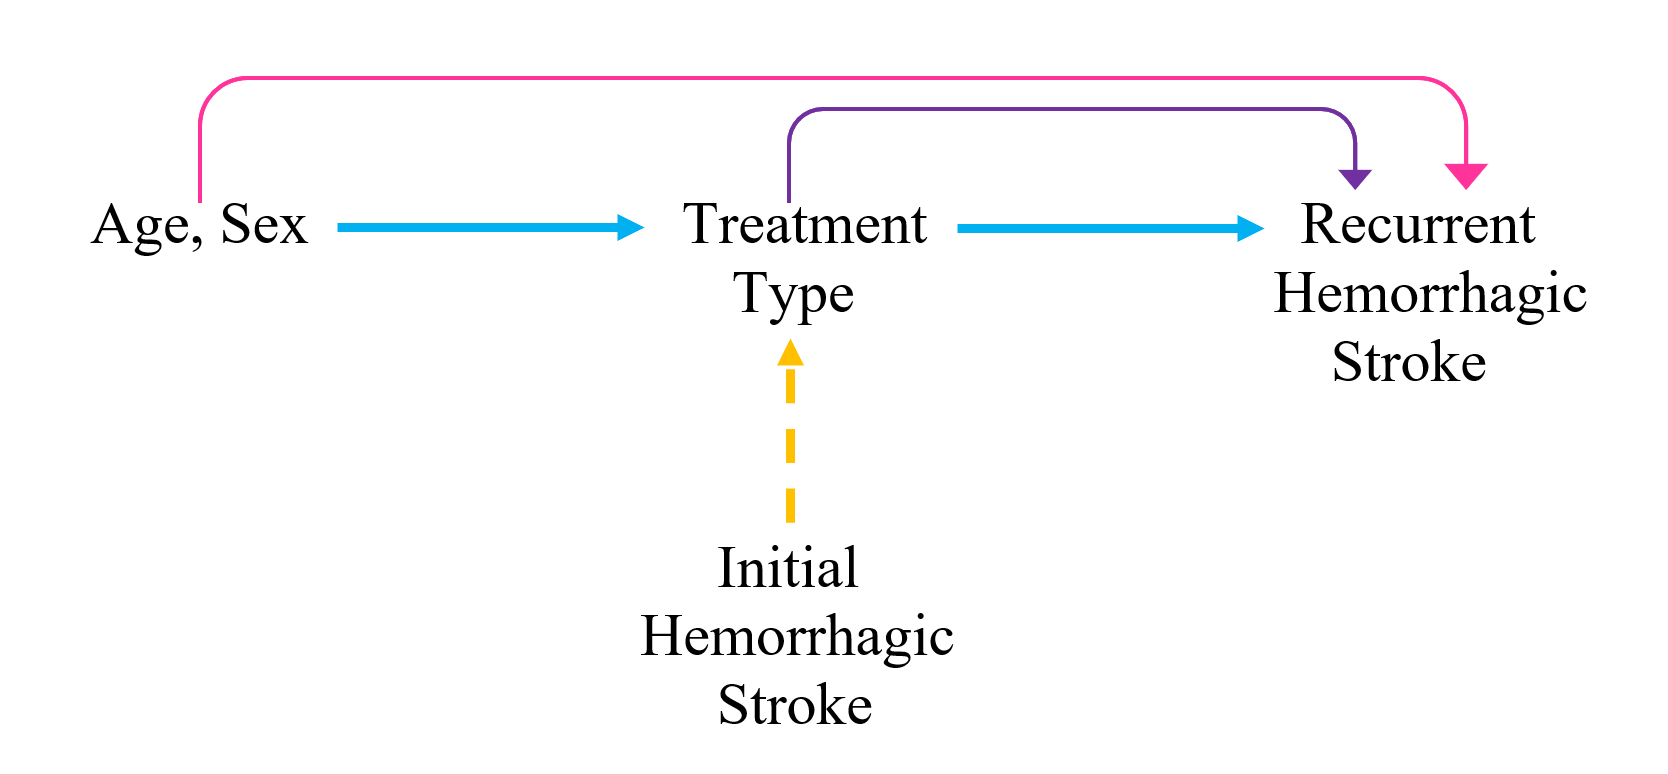 Age, Sex
Treatment
Type
Recurrent
Hemorrhagic
Stroke
Initial
Hemorrhagic
Stroke